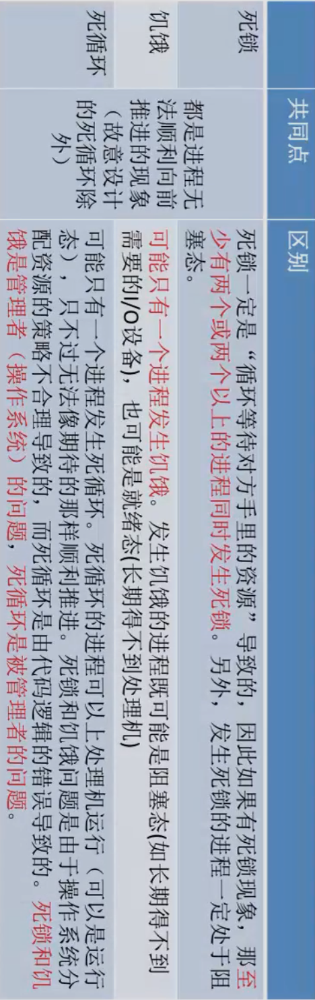 共同点
区别
死锁
都是进程无
法顺利向前
推进的现象
（故意设计
的死循环除
外）
死锁一定是“循环等待对方手里的资源”导致的，因此如果有死锁现象，那至
少有两个或两个以上的进程同时发生死锁。另外，发生死锁的进程一定处于阻
塞态。
饥饿
可能只有一个进程发生饥饿。发生饥饿的进程既可能是阻塞态(如长期得不到
需要的I/O设备)，也可能是就绪态(长期得不到处理机)
死循环
可能只有一个进程发生死循环。死循环的进程可以上处理机运行（可以是运行
态），只不过无法像期待的那样顺利推进。死锁和饥饿问题是由于操作系统分
配资源的策略不合理导致的，而死循环是由代码逻辑的错误导致的。死锁和饥
饿是管理者（操作系统）的问题，死循环是被管理者的问题。